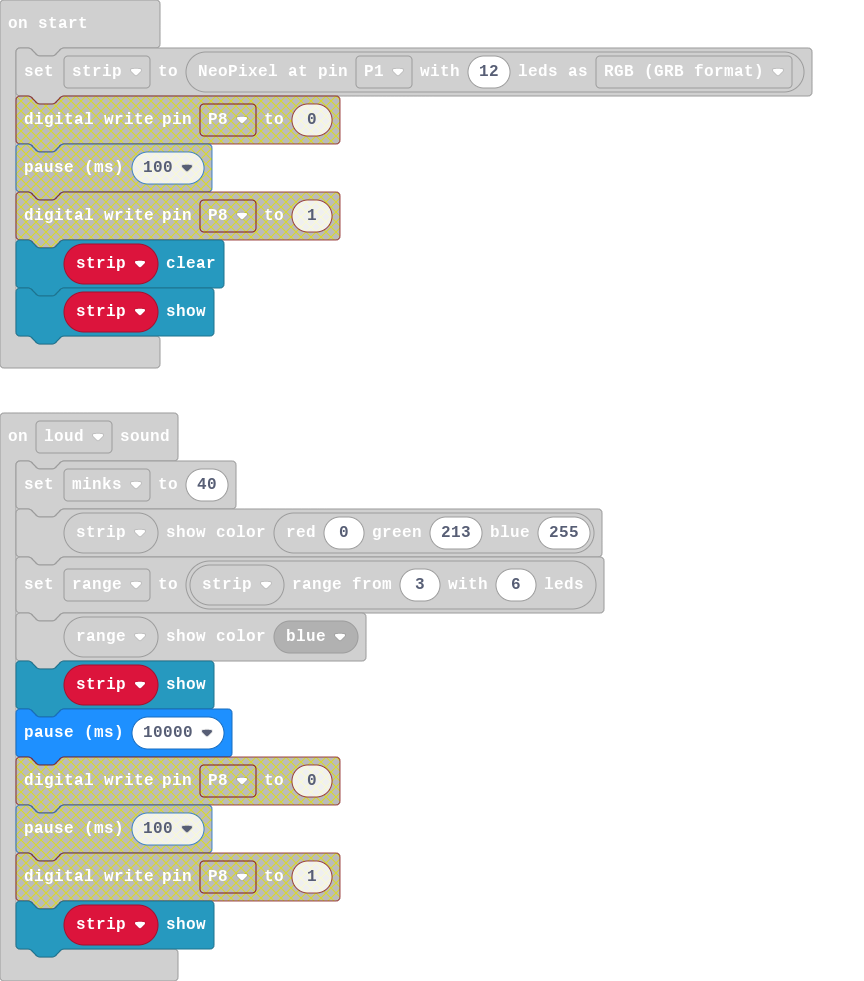 on start
set strip to NeoPixel at pin P1 with 12 leds as RGB (GRB format)
digital write pin P8 to 0
pause (ms) 100
digital write pin P8 to 1
strip clear
strip show
on loud sound
set minks to 40
strip show color red 0 green 213 blue 255
set range to strip range from 3 with 6 leds
range show color blue
strip show
pause (ms) 10000
digital write pin P8 to 0
pause (ms) 100
digital write pin P8 to 1
strip show